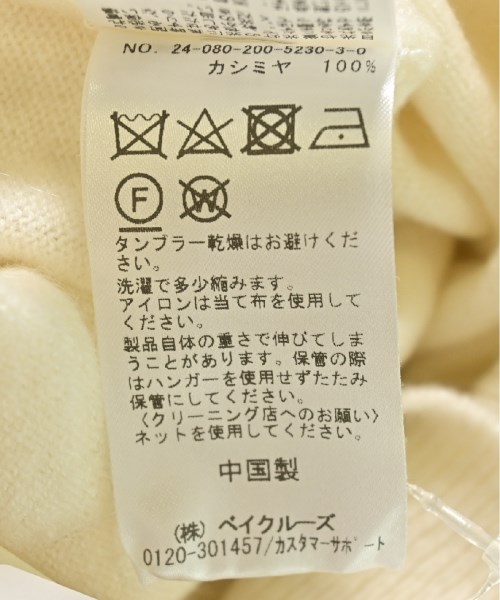 NO. 24-080-200-5230-3-0
カシミヤ 100%
F
W
タンブラー乾燥はお避けくだ
さい。
洗濯で多少縮みます。
アイロンは当て布を使用して
ください。
製品自体の重さで伸びてしま
うことがあります。保管の際
はハンガーを使用せずたたみ
保管にしてください。
〈クリーニング店へのお願い〉
ネットを使用してください。
中国製
(株) ベイクルーズ
0120-301457/カスタマーサポート